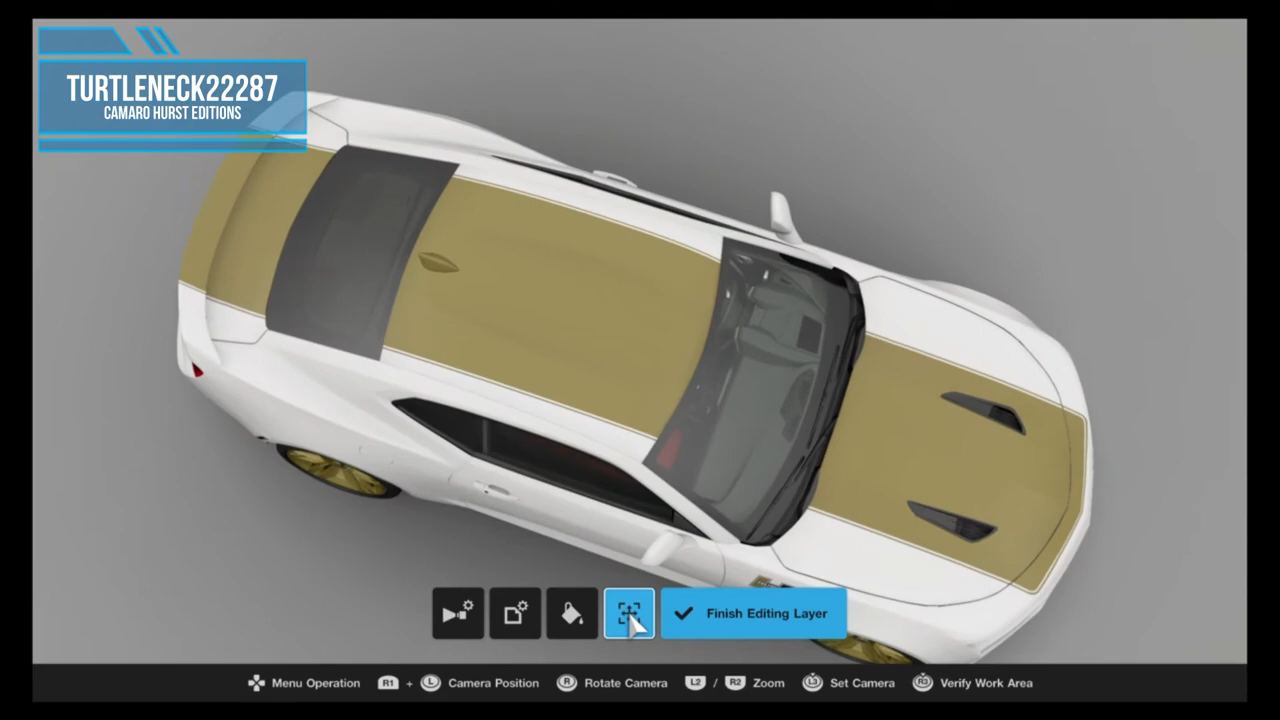 TURTLENECK22287
CAMARO HURST EDITIONS
Finish Editing Layer
Menu Operation R1 + L Camera Position R Rotate Camera L2 / R2 Zoom L3 Set Camera R3 Verify Work Area